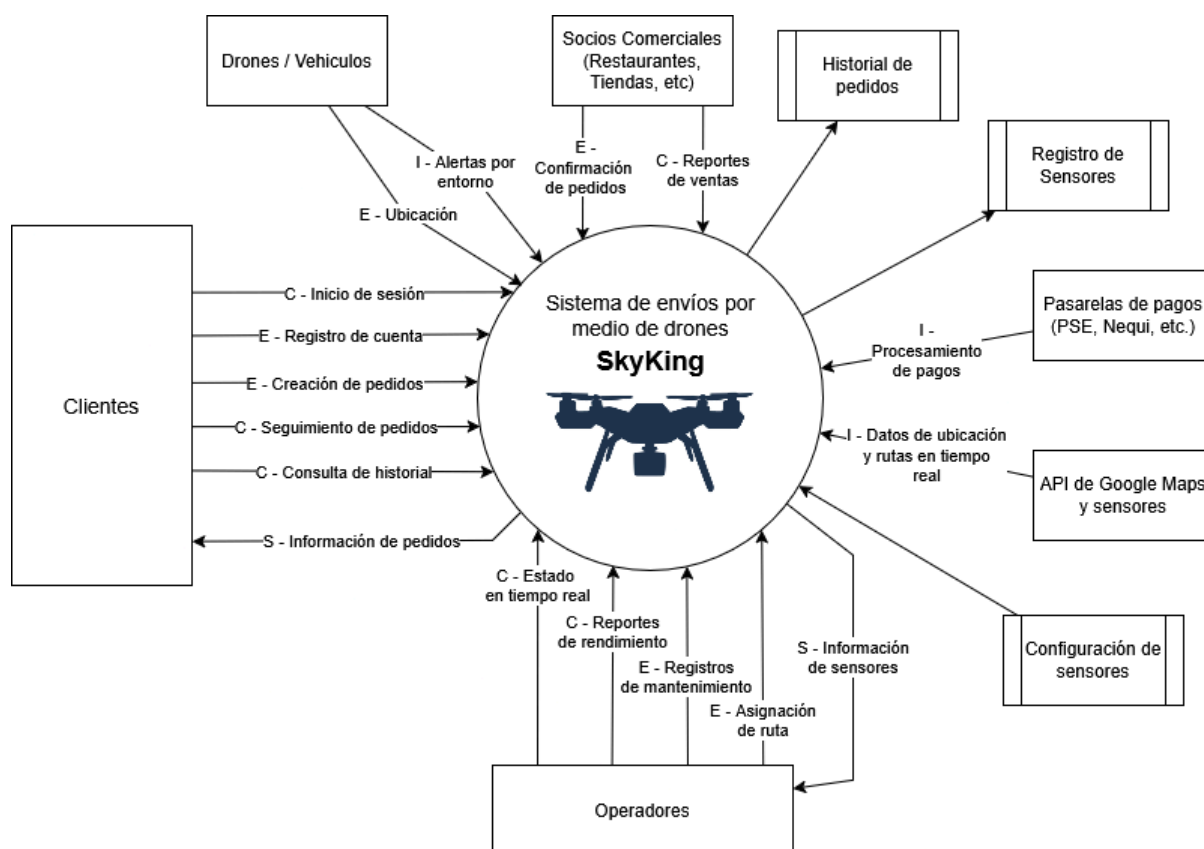 Drones / Vehiculos
Socios Comerciales
(Restaurantes,
Tiendas, etc)
Historial de
pedidos
Registro de
Sensores
I - Alertas por
entorno
E - Ubicación
E -
Confirmación
de pedidos
C - Reportes
de ventas
Clientes
C - Inicio de sesión
E - Registro de cuenta
E - Creación de pedidos
C - Seguimiento de pedidos
C - Consulta de historial
S - Información de pedidos
Sistema de envíos por
medio de drones
SkyKing
Pasarelas de pagos
(PSE, Nequi, etc.)
I -
Procesamiento
de pagos
I - Datos de ubicación
y rutas en tiempo
real
API de Google Maps
y sensores
Configuración de
sensores
C - Estado
en tiempo real
C - Reportes
de rendimiento
E - Registros
de mantenimiento
E - Asignación
de ruta
S - Información
de sensores
Operadores